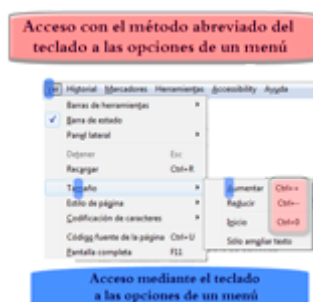 Acceso con el método abreviado del
teclado a las opciones de un menú
Ver Historial Marcadores Herramientas Accessibility Ayuda
Barras de herramientas
Barra de estado
Panel lateral
Detener Esc
Recargar Ctrl+R
Tamaño
Aumentar Ctrl++
Estilo de página
Reducir Ctrl+-
Codificación de caracteres
Inicio Ctrl+0
Código fuente de la página Ctrl+U
Sólo ampliar texto
Pantalla completa F11
Acceso mediante el teclado
a las opciones de un menú